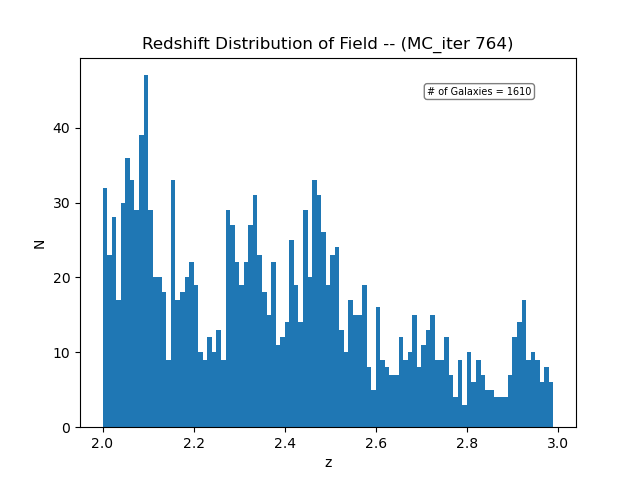 Redshift Distribution of Field -- (MC_iter 764)
# of Galaxies = 1610
N
40
30
20
10
0
2.0 2.2 2.4 2.6 2.8 3.0
z